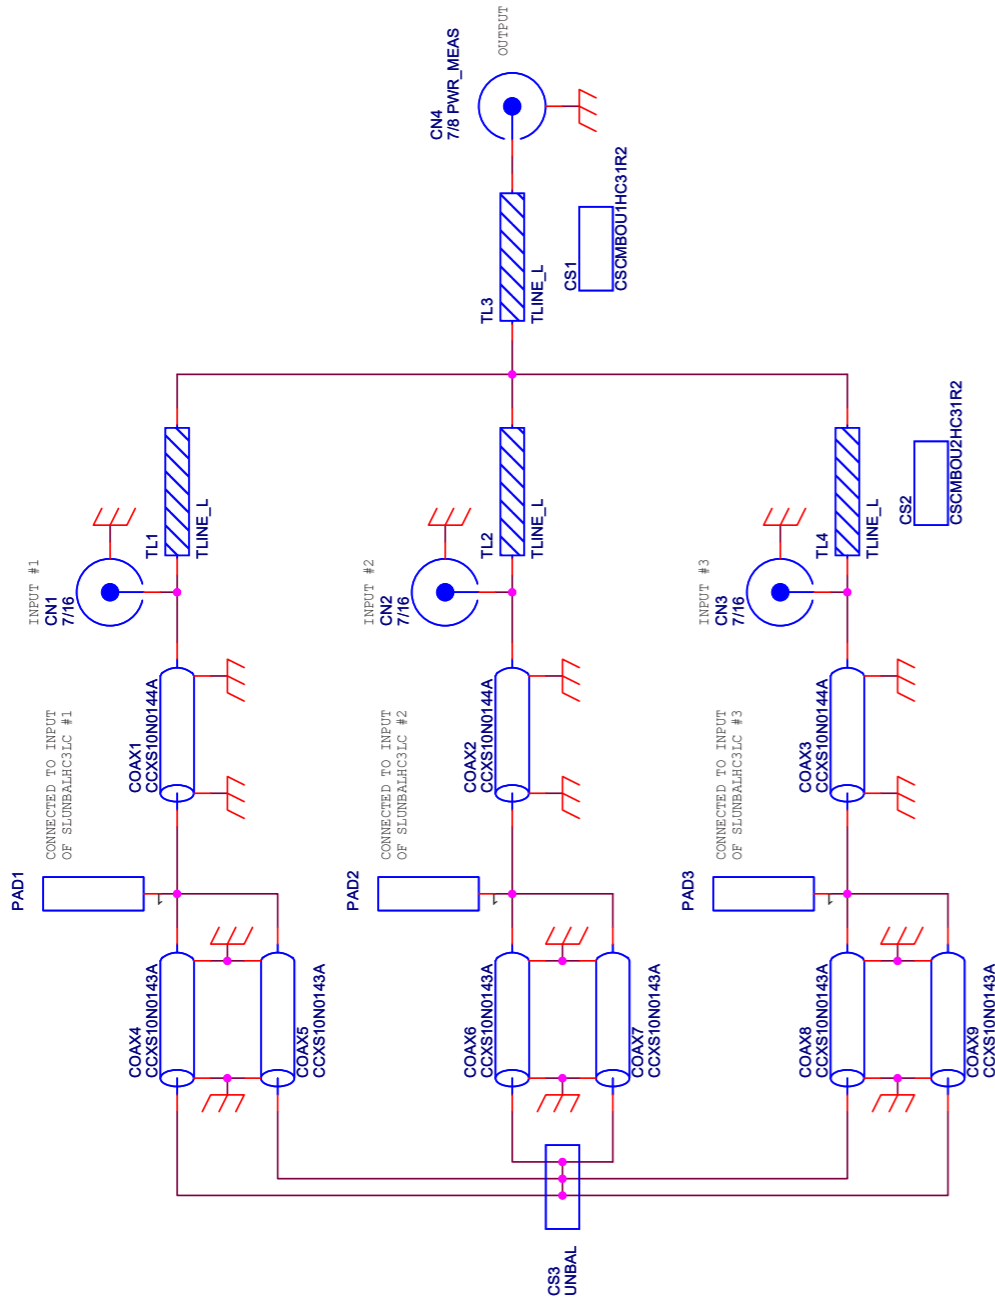 OUTPUT
CN4
7/8 PWR_MEAS
TL3
TLINE_L
CS1
CSCMBOU1HC31R2
INPUT #1
CN1
7/16
TL1
TLINE_L
COAX1
CCXS10N0144A
CONNECTED TO INPUT
OF SLUNBALHC3LC #1
PAD1
1
COAX4
CCXS10N0143A
COAX5
CCXS10N0143A
INPUT #2
CN2
7/16
TL2
TLINE_L
COAX2
CCXS10N0144A
CONNECTED TO INPUT
OF SLUNBALHC3LC #2
PAD2
1
COAX6
CCXS10N0143A
COAX7
CCXS10N0143A
INPUT #3
CN3
7/16
TL4
TLINE_L
CS2
CSCMBOU2HC31R2
COAX3
CCXS10N0144A
CONNECTED TO INPUT
OF SLUNBALHC3LC #3
PAD3
1
COAX8
CCXS10N0143A
COAX9
CCXS10N0143A
CS3
UNBAL